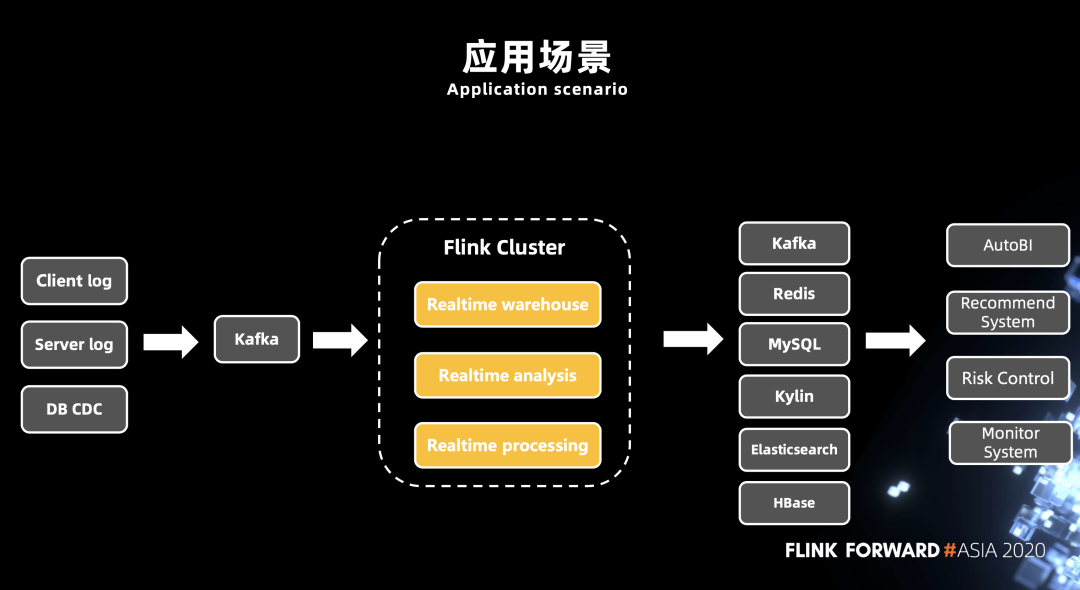 应用场景
Application scenario
Client log
Server log
DB CDC
Kafka
Flink Cluster
Realtime warehouse
Realtime analysis
Realtime processing
Kafka
Redis
MySQL
Kylin
Elasticsearch
HBase
AutoBI
Recommend
System
Risk Control
Monitor
System
FLINK FORWARD #ASIA 2020